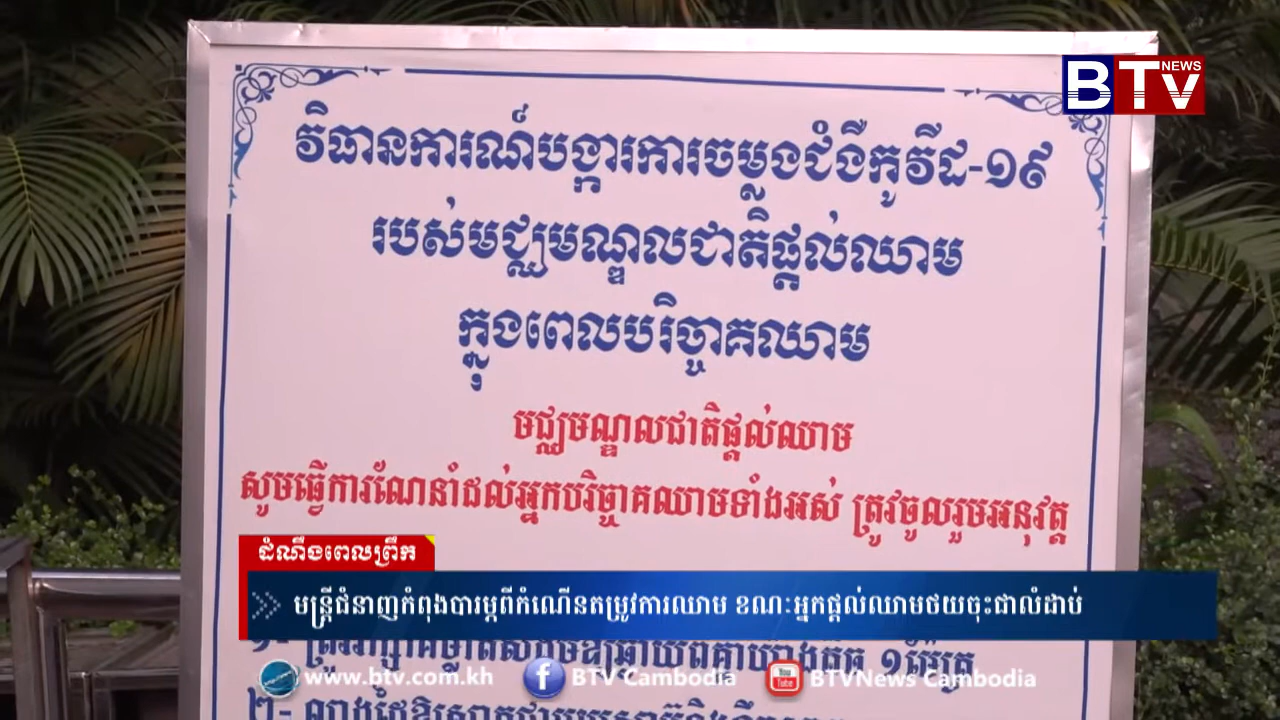 BTV NEWS
វិធានការណ៍បង្ការការចម្លងជំងឺកូវីដ-១៩
របស់មជ្ឈមណ្ឌលជាតិផ្តល់ឈាម
ក្នុងពេលបរិច្ចាគឈាម
មជ្ឈមណ្ឌលជាតិផ្តល់ឈាម
សូមធ្វើការណែនាំដល់អ្នកបរិច្ចាគឈាមទាំងអស់ ត្រូវចូលរួមអនុវត្ត
ដំណឹងពេលព្រឹក
មន្ត្រីជំនាញកំពុងបារម្ភពីកំណើនតម្រូវការឈាម ខណៈអ្នកផ្តល់ឈាមថយចុះជាលំដាប់
១- ១ម៉ែត្រ
www.btv.com.kh BTV Cambodia BTVNews Cambodia
២-